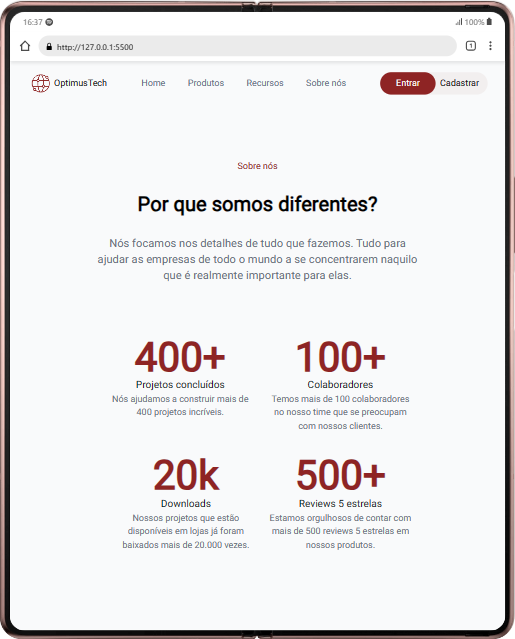 16:37
100%
http://127.0.0.1:5500
1
OptimusTech
Home
Produtos
Recursos
Sobre nós
Entrar
Cadastrar
Sobre nós
Por que somos diferentes?
Nós focamos nos detalhes de tudo que fazemos. Tudo para
ajudar as empresas de todo o mundo a se concentrarem naquilo
que é realmente importante para elas.
400+
Projetos concluídos
Nós ajudamos a construir mais de
400 projetos incríveis.
100+
Colaboradores
Temos mais de 100 colaboradores
no nosso time que se preocupam
com nossos clientes.
20k
Downloads
Nossos projetos que estão
disponíveis em lojas já foram
baixados mais de 20.000 vezes.
500+
Reviews 5 estrelas
Estamos orgulhosos de contar com
mais de 500 reviews 5 estrelas em
nossos produtos.